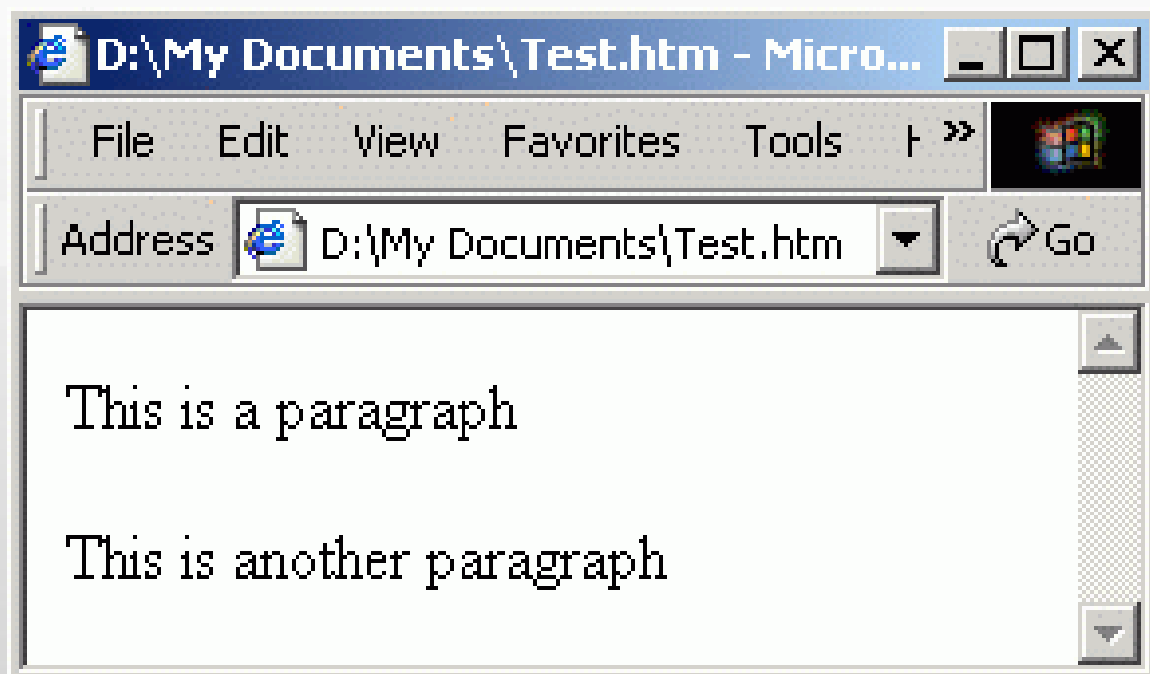 D:\My Documents\Test.htm - Micro...
File Edit View Favorites Tools H »
Address D:\My Documents\Test.htm Go
This is a paragraph
This is another paragraph